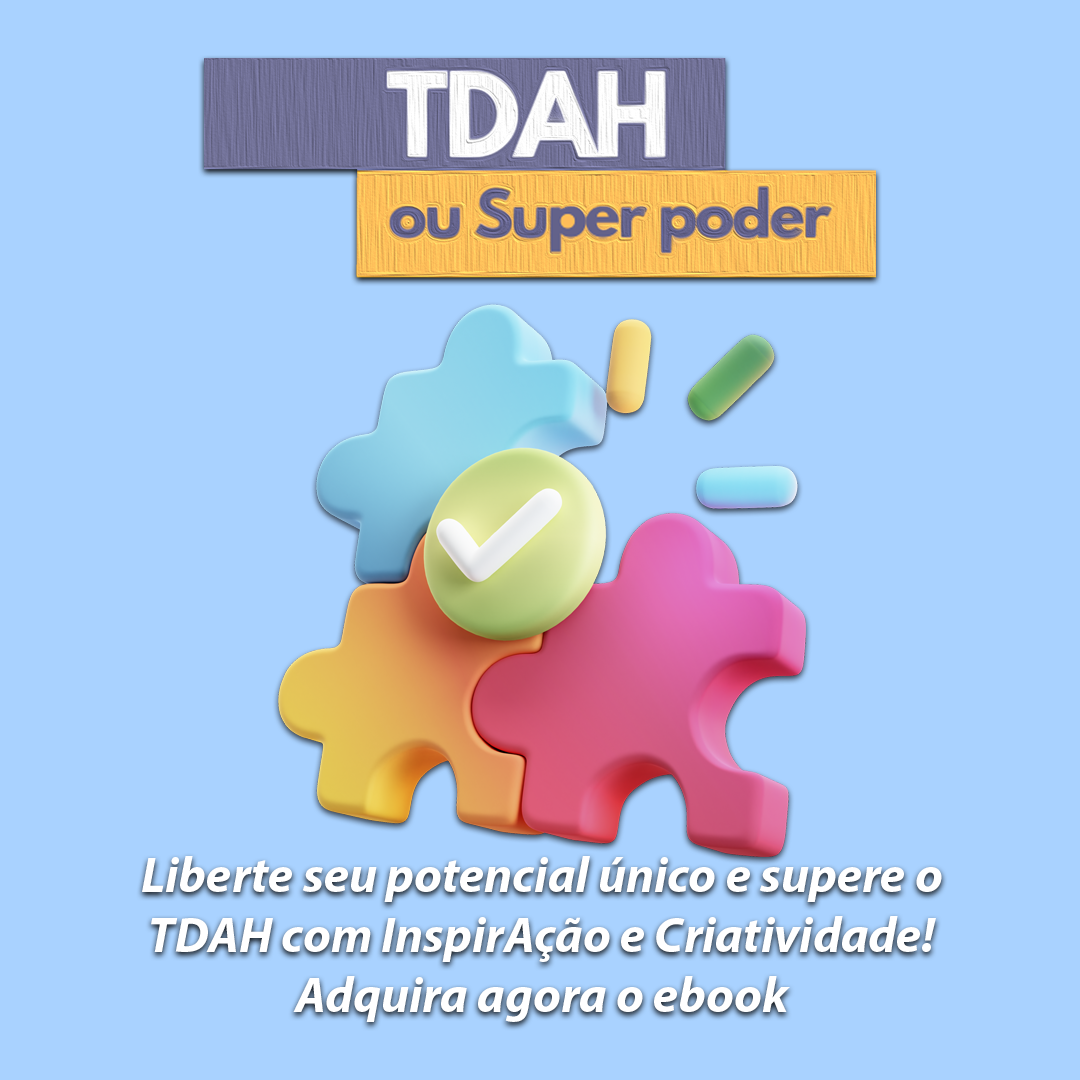 TDAH
ou Super poder
Liberte seu potencial único e supere o
TDAH com InspirAção e Criatividade!
Adquira agora o ebook